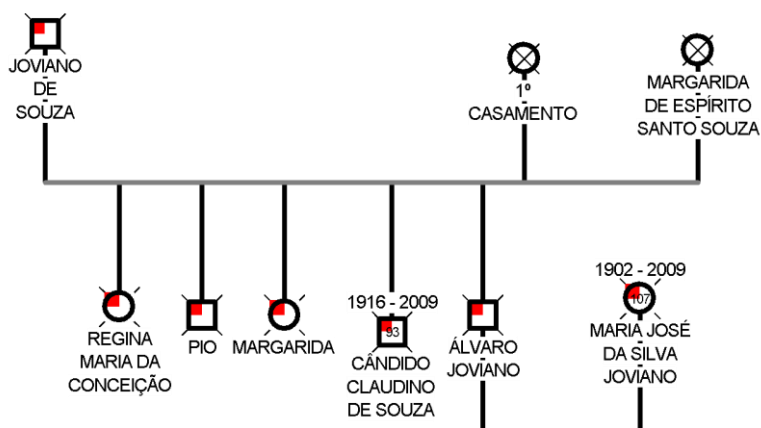 JOVIANO
DE
SOUZA
1º
CASAMENTO
MARGARIDA
DE ESPÍRITO
SANTO SOUZA
REGINA
MARIA DA
CONCEIÇÃO
PIO
MARGARIDA
1916 - 2009
93
CÂNDIDO
CLAUDINO
DE SOUZA
ÁLVARO
JOVIANO
1902 - 2009
107
MARIA JOSÉ
DA SILVA
JOVIANO